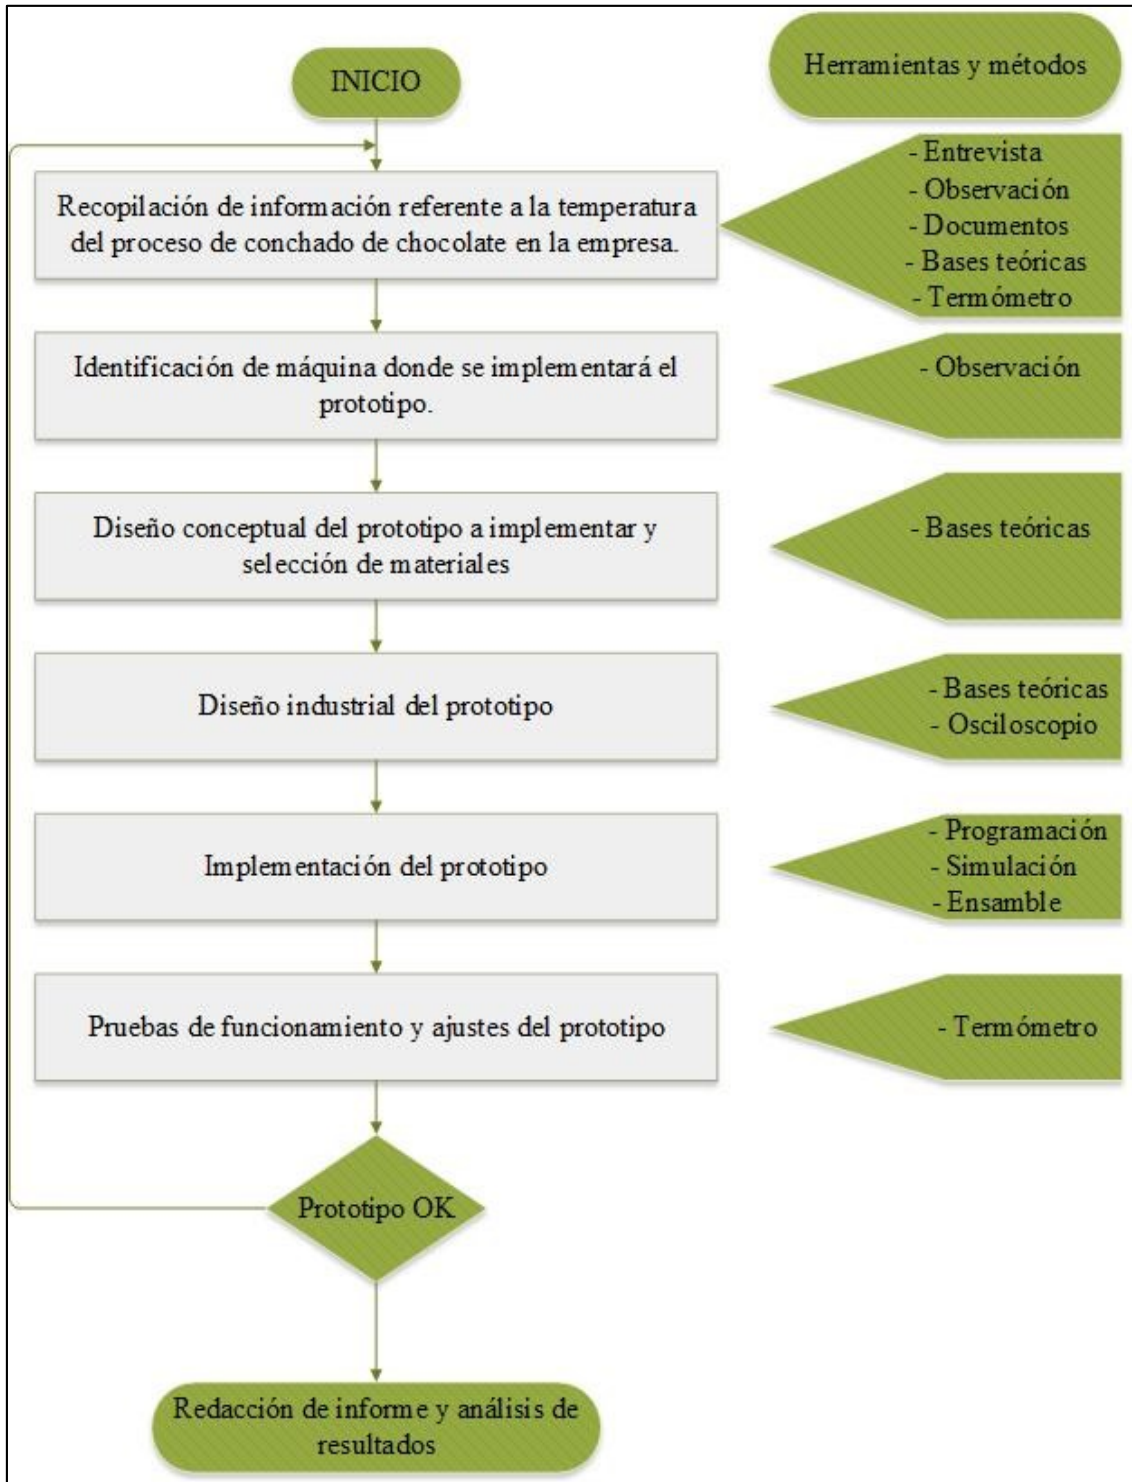 INICIO
Herramientas y métodos
Recopilación de información referente a la temperatura
del proceso de conchado de chocolate en la empresa.
- Entrevista
- Observación
- Documentos
- Bases teóricas
- Termómetro
Identificación de máquina donde se implementará el
prototipo.
- Observación
Diseño conceptual del prototipo a implementar y
selección de materiales
- Bases teóricas
Diseño industrial del prototipo
- Bases teóricas
- Osciloscopio
Implementación del prototipo
- Programación
- Simulación
- Ensamble
Pruebas de funcionamiento y ajustes del prototipo
- Termómetro
Prototipo OK
Redacción de informe y análisis de
resultados